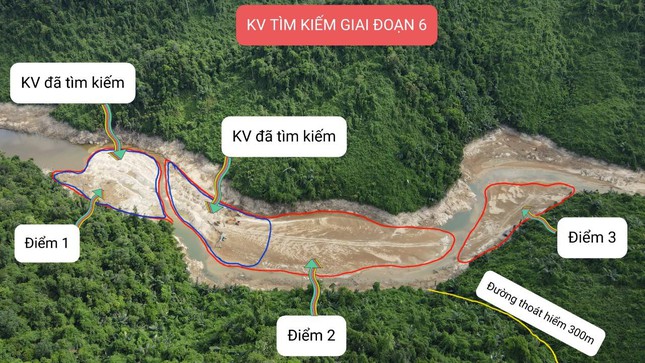 KV TÌM KIẾM GIAI ĐOẠN 6
KV đã tìm kiếm
KV đã tìm kiếm
Điểm 1
Điểm 3
Đường thoát hiểm 300m
Điểm 2